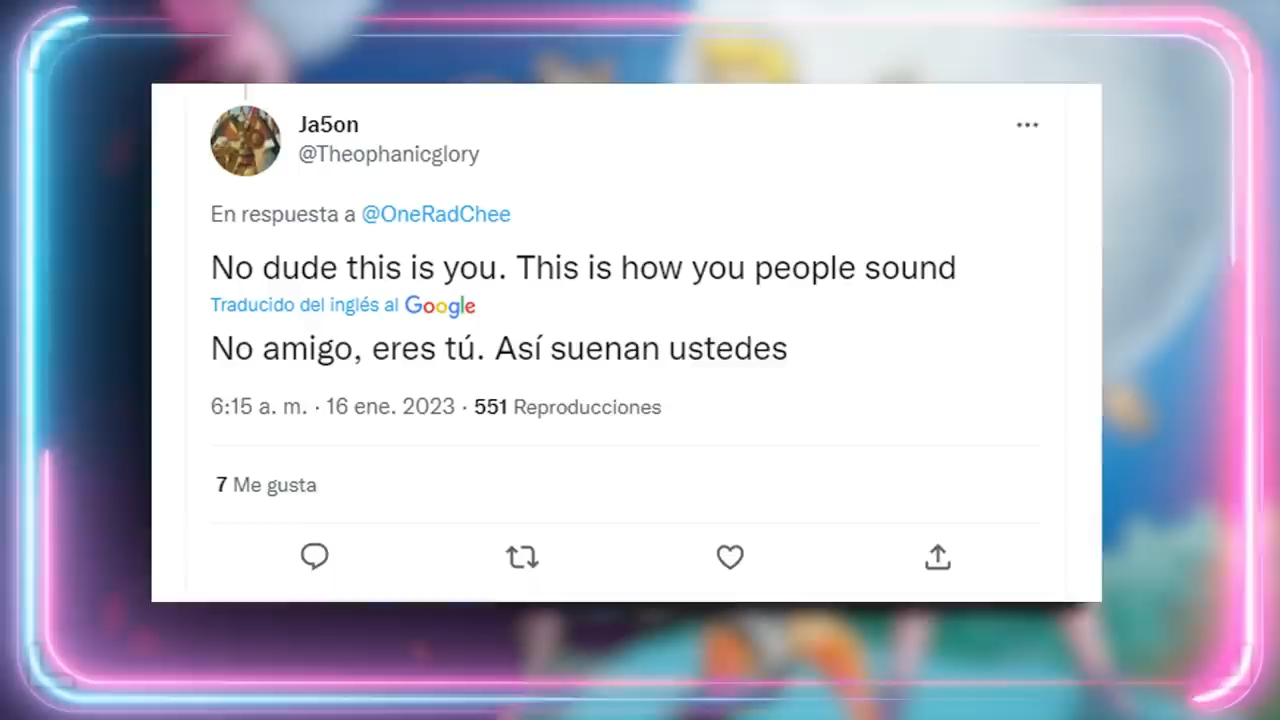 Ja5on
@Theophanicglory
En respuesta a @OneRadChee
No dude this is you. This is how you people sound
Traducido del inglés al Google
No amigo, eres tú. Así suenan ustedes
6:15 a. m. · 16 ene. 2023 · 551 Reproducciones
7 Me gusta